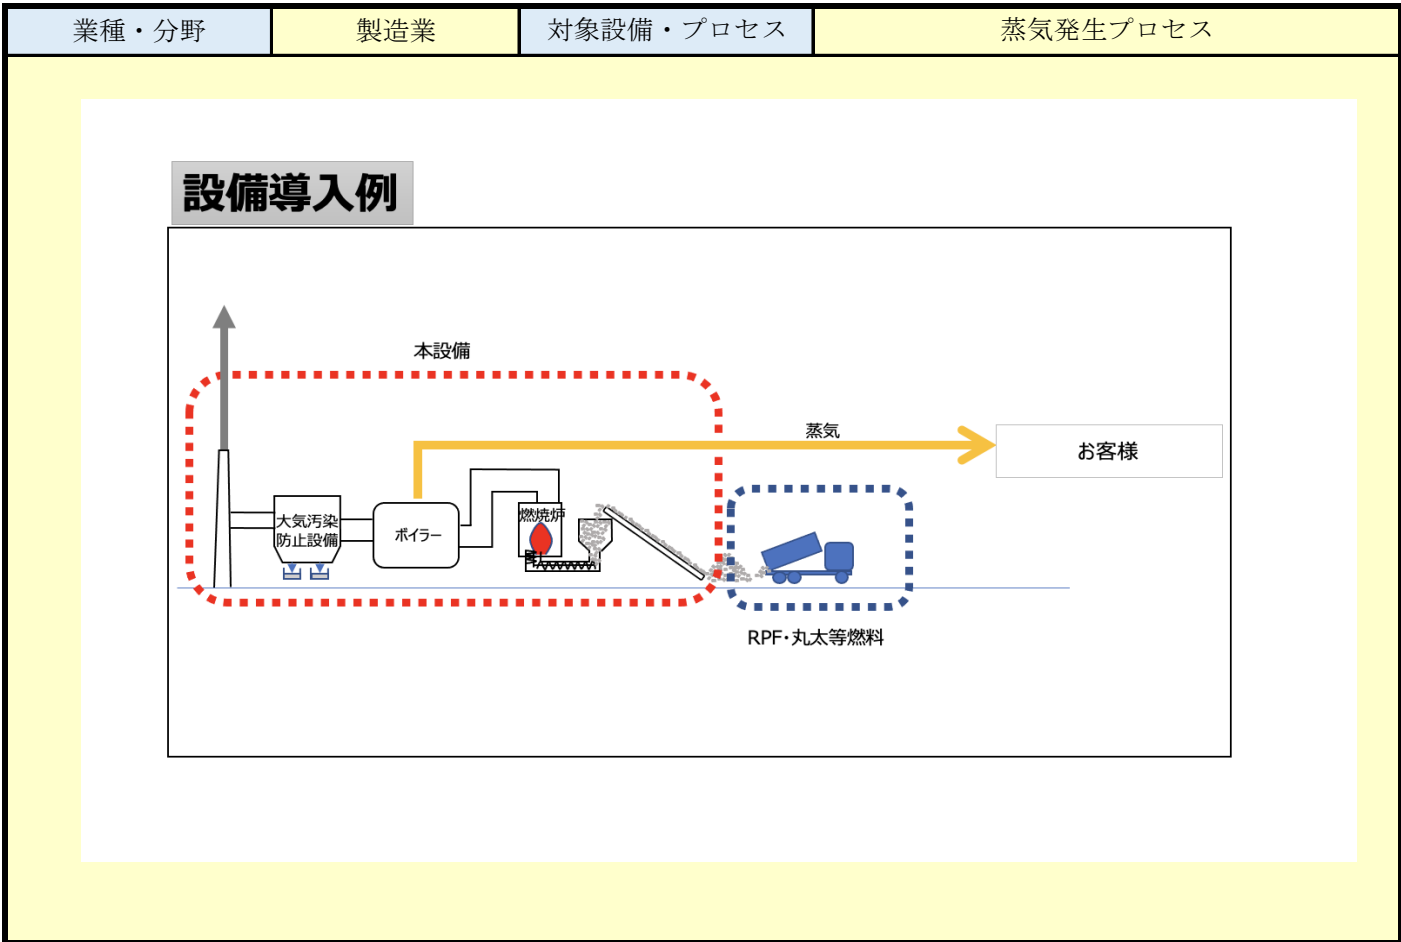 業種・分野
製造業
対象設備・プロセス
蒸気発生プロセス
設備導入例
本設備
蒸気
お客様
大気汚染
防止設備
ボイラー
燃焼炉
RPF・丸太等燃料